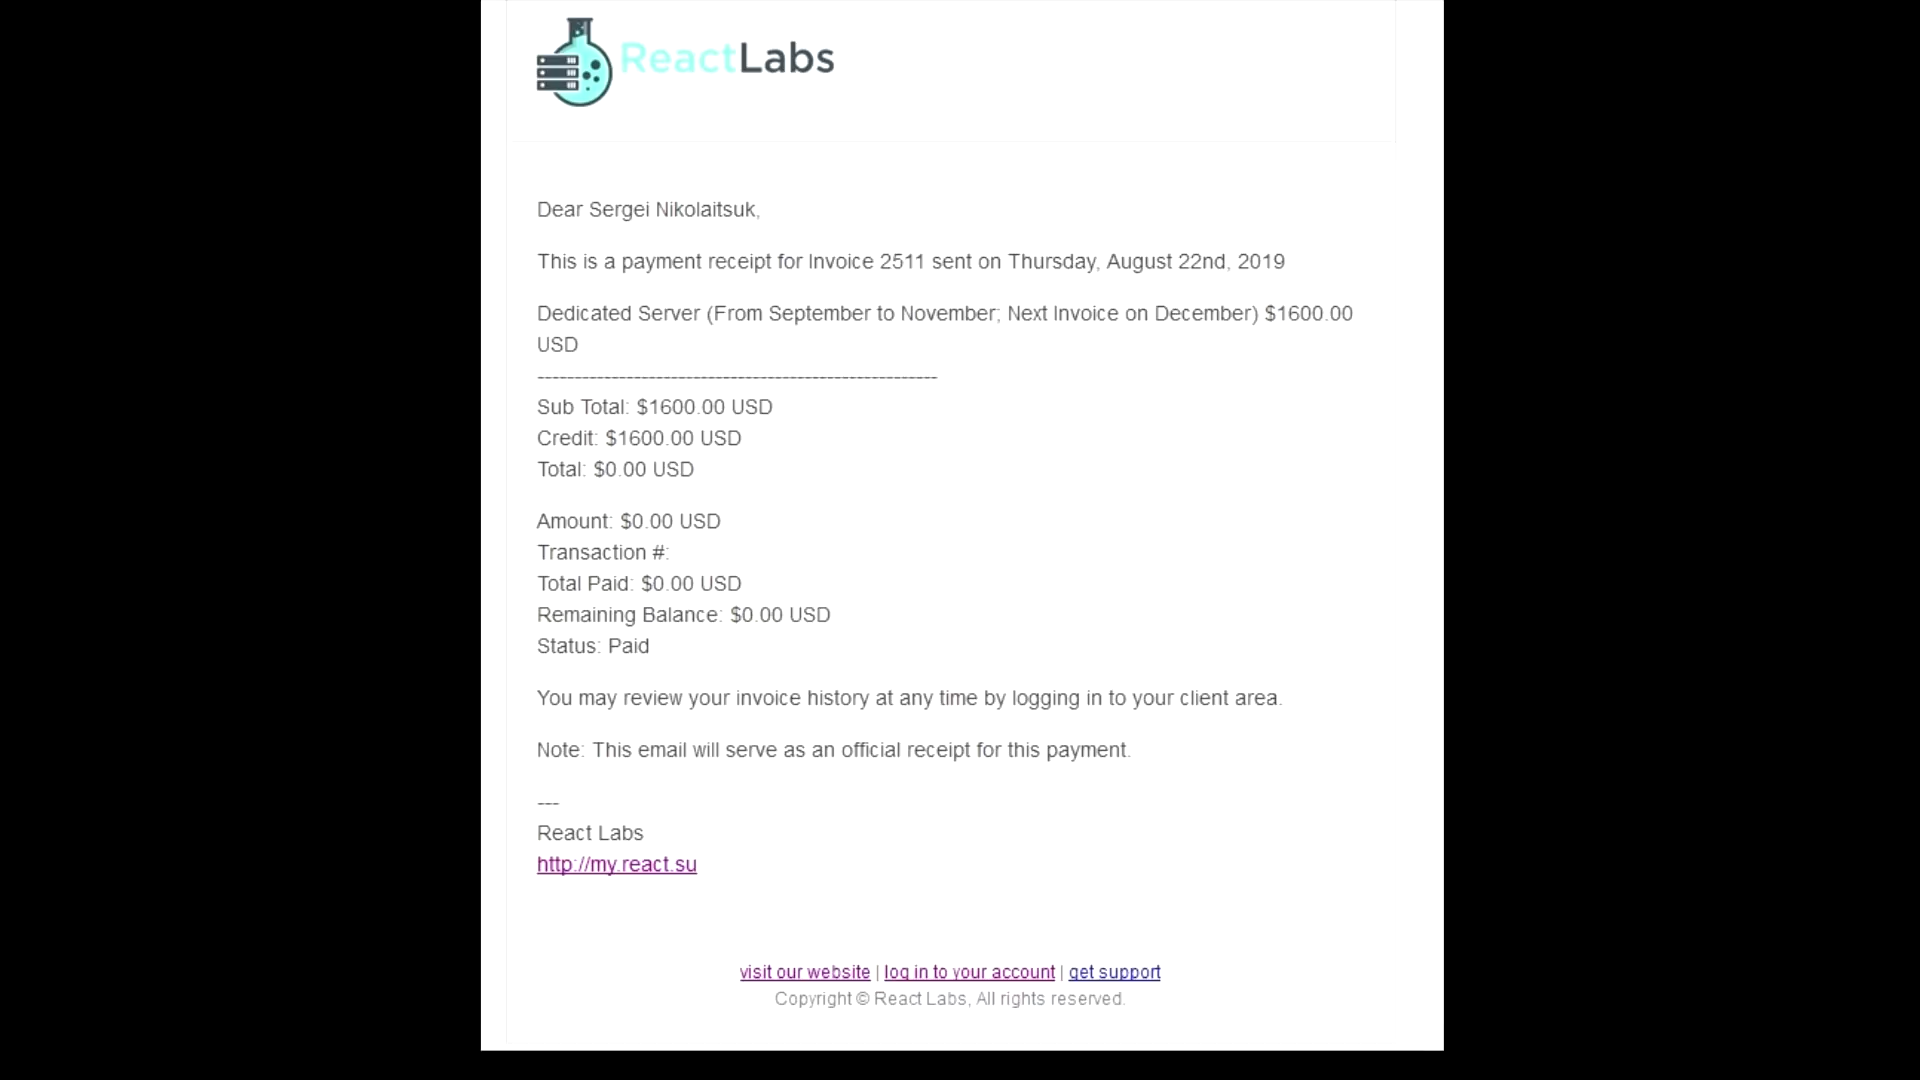 ReactLabs
Dear Sergei Nikolaitsuk,
This is a payment receipt for Invoice 2511 sent on Thursday, August 22nd, 2019
Dedicated Server (From September to November; Next Invoice on December) $1600.00
USD
------------------------------------------------------
Sub Total: $1600.00 USD
Credit: $1600.00 USD
Total: $0.00 USD
Amount: $0.00 USD
Transaction #:
Total Paid: $0.00 USD
Remaining Balance: $0.00 USD
Status: Paid
You may review your invoice history at any time by logging in to your client area.
Note: This email will serve as an official receipt for this payment.
---
React Labs
http://my.react.su
visit our website | log in to your account | get support
Copyright © React Labs, All rights reserved.